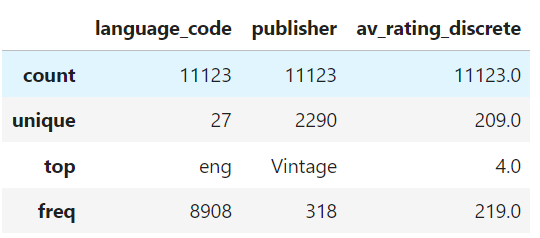 language_code publisher av_rating_discrete
count 11123 11123 11123.0
unique 27 2290 209.0
top eng Vintage 4.0
freq 8908 318 219.0